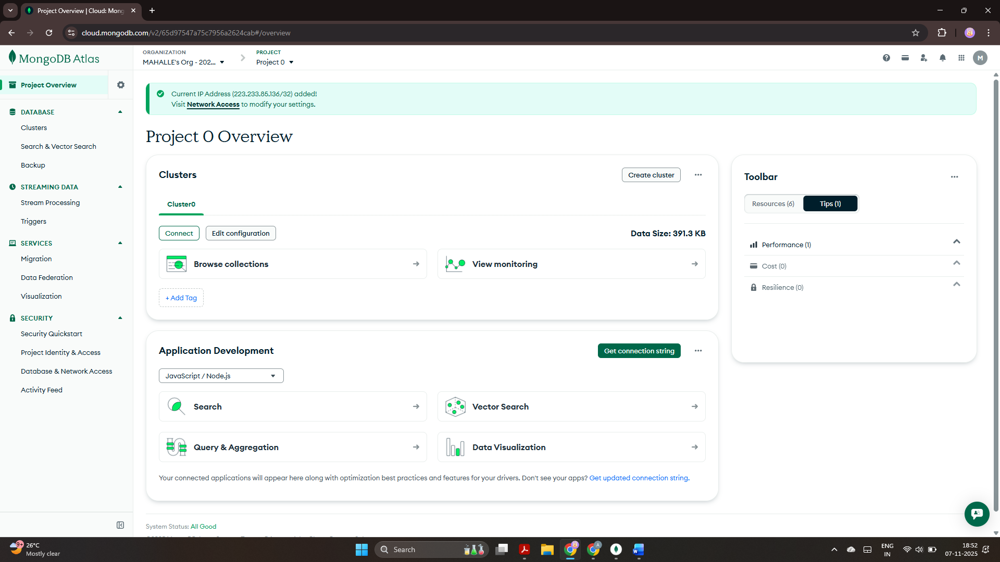 Project Overview | Cloud: Mong
cloud.mongodb.com/v2/65d97547a75c7956a2624cab#/overview
MongoDB Atlas
ORGANIZATION
MAHALLE's Org - 202...
PROJECT
Project 0
M
Project Overview
DATABASE
Clusters
Search & Vector Search
Backup
STREAMING DATA
Stream Processing
Triggers
SERVICES
Migration
Data Federation
Visualization
SECURITY
Security Quickstart
Project Identity & Access
Database & Network Access
Activity Feed
Current IP Address (223.233.85.136/32) added!
Visit Network Access to modify your settings.
Project 0 Overview
Clusters
Create cluster
Cluster0
Connect
Edit configuration
Data Size: 391.3 KB
Browse collections
View monitoring
+ Add Tag
Application Development
Get connection string
JavaScript / Node.js
Search
Vector Search
Query & Aggregation
Data Visualization
Your connected applications will appear here along with optimization best practices and features for your drivers. Don't see your apps? Get updated connection string.
Toolbar
Resources (6)
Tips (1)
Performance (1)
Cost (0)
Resilience (0)
System Status: All Good
9+
26°C
Mostly clear
Search
A
W
ENG
IN
18:52
07-11-2025